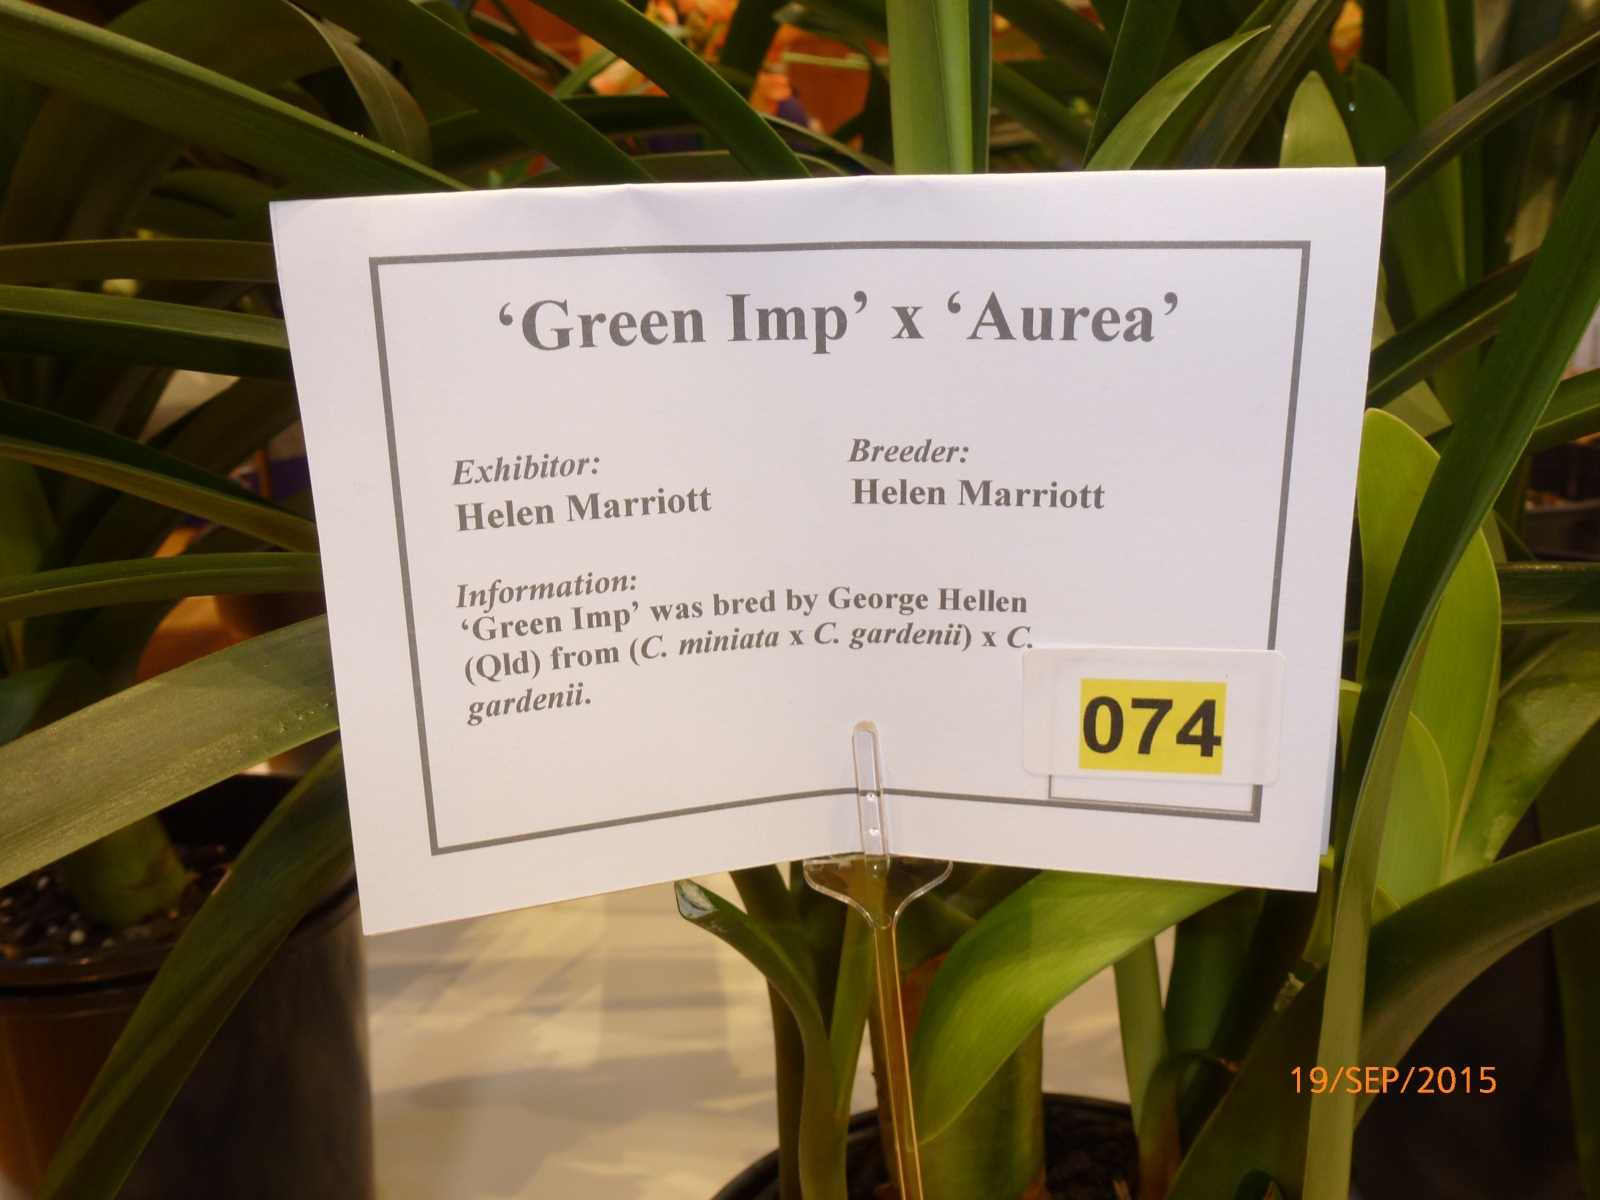 ‘Green Imp’ x ‘Aurea’
Exhibitor:
Helen Marriott
Breeder:
Helen Marriott
Information:
‘Green Imp’ was bred by George Hellen
(Qld) from (C. miniata x C. gardenii) x C.
gardenii.
074
19/SEP/2015